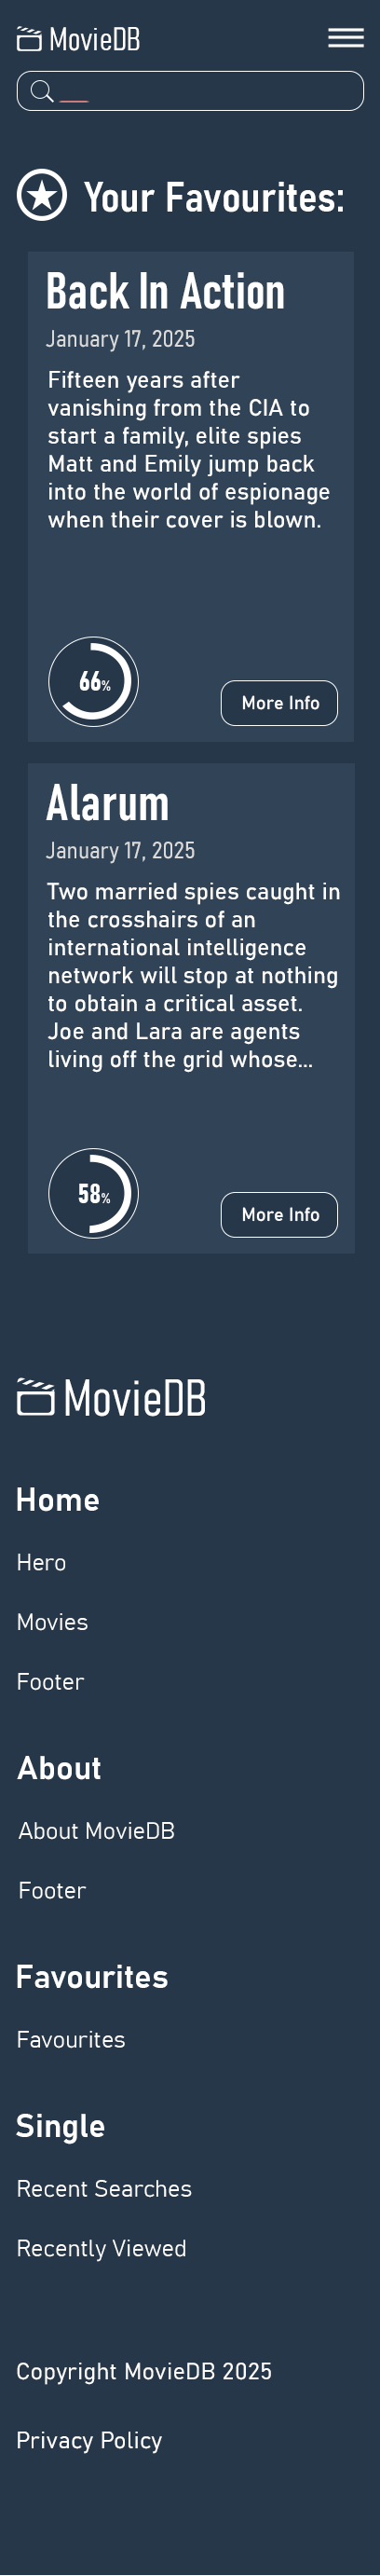 MovieDB
Your Favourites:
Back In Action
January 17, 2025
Fifteen years after
vanishing from the CIA to
start a family, elite spies
Matt and Emily jump back
into the world of espionage
when their cover is blown.
66%
More Info
Alarum
January 17, 2025
Two married spies caught in
the crosshairs of an
international intelligence
network will stop at nothing
to obtain a critical asset.
Joe and Lara are agents
living off the grid whose...
58%
More Info
MovieDB
Home
Hero
Movies
Footer
About
About MovieDB
Footer
Favourites
Favourites
Single
Recent Searches
Recently Viewed
Copyright MovieDB 2025
Privacy Policy